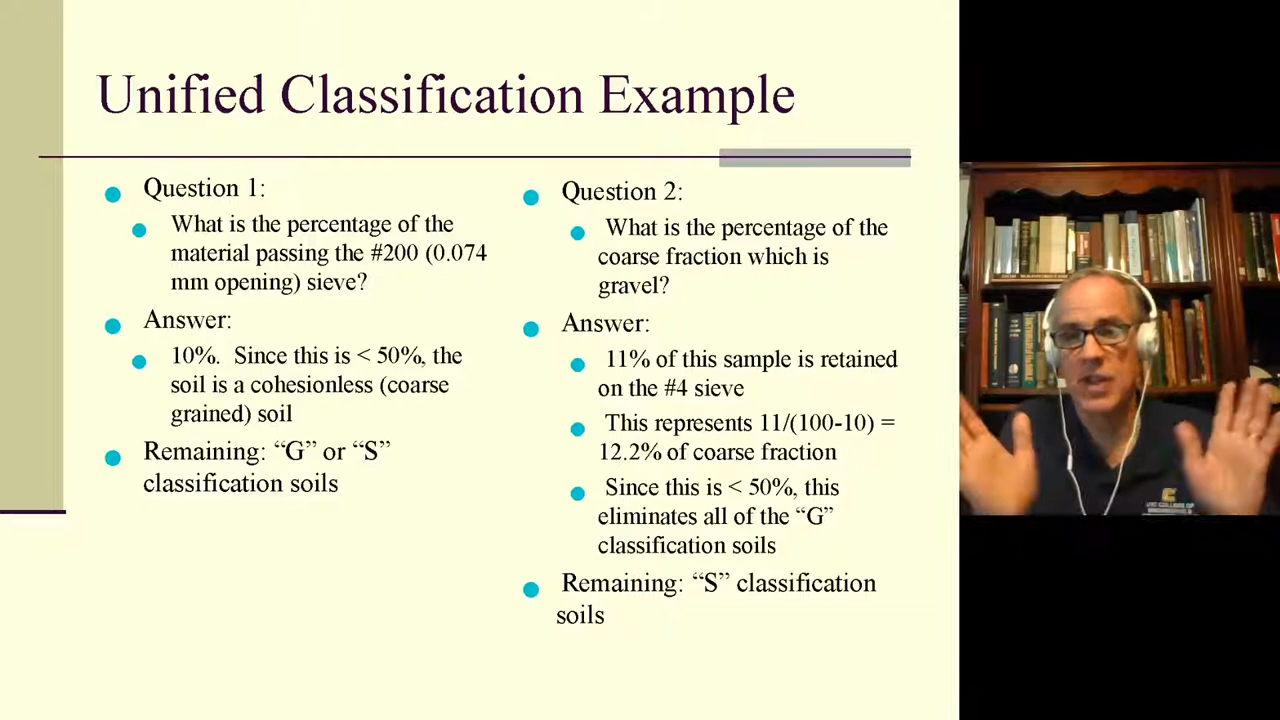 Unified Classification Example
Question 1:
What is the percentage of the
material passing the #200 (0.074
mm opening) sieve?
Answer:
10%.  Since this is < 50%, the
soil is a cohesionless (coarse
grained) soil
Remaining: “G” or “S”
classification soils
Question 2:
What is the percentage of the
coarse fraction which is
gravel?
Answer:
11% of this sample is retained
on the #4 sieve
This represents 11/(100-10) =
12.2% of coarse fraction
Since this is < 50%, this
eliminates all of the “G”
classification soils
Remaining: “S” classification
soils